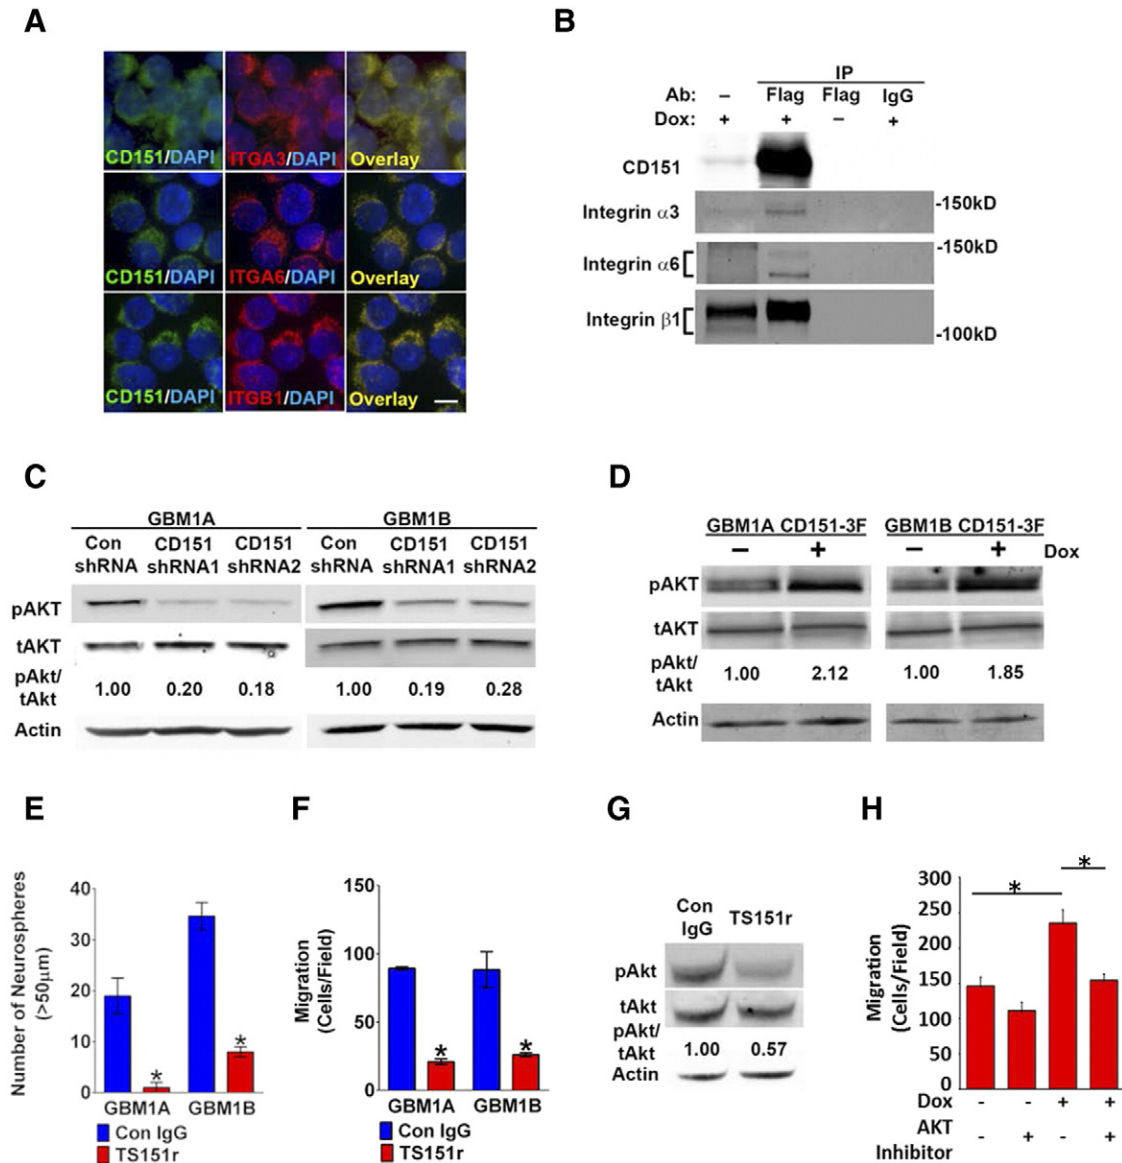 A
CD151/DAPI ITGA3/DAPI Overlay
CD151/DAPI ITGA6/DAPI Overlay
CD151/DAPI ITGB1/DAPI Overlay
B
IP
Ab: – Flag Flag IgG
Dox: + + – +
CD151
Integrin α3 -150kD
Integrin α6 -150kD
Integrin β1 -100kD
C
GBM1A GBM1B
Con shRNA CD151 shRNA1 CD151 shRNA2 Con shRNA CD151 shRNA1 CD151 shRNA2
pAKT
tAKT
pAkt/tAkt 1.00 0.20 0.18 1.00 0.19 0.28
Actin
D
GBM1A CD151-3F GBM1B CD151-3F
– + – + Dox
pAKT
tAKT
pAkt/tAkt 1.00 2.12 1.00 1.85
Actin
E
Number of Neurospheres
(>50μm)
40
30
20
10
0
* *
GBM1A GBM1B
Con IgG
TS151r
F
Migration
(Cells/Field)
150
100
50
0
* *
GBM1A GBM1B
Con IgG
TS151r
G
Con IgG TS151r
pAkt
tAkt
pAkt/tAkt 1.00 0.57
Actin
H
Migration
(Cells/Field)
300
250
200
150
100
50
0
* *
Dox - - + +
AKT Inhibitor - + - +